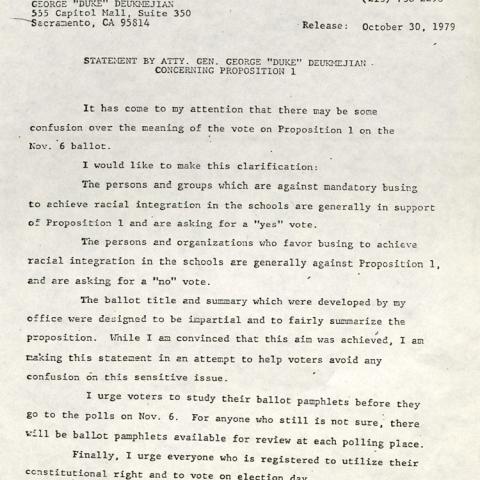 GEORGE "DUKE" DEUKMEJIAN
555 Capitol Mall, Suite 350
Sacramento, CA 95814
Release: October 30, 1979
STATEMENT BY ATTY. GEN. GEORGE "DUKE" DEUKMEJIAN
CONCERNING PROPOSITION 1
It has come to my attention that there may be some
confusion over the meaning of the vote on Proposition 1 on the
Nov. 6 ballot.
I would like to make this clarification:
The persons and groups which are against mandatory busing
to achieve racial integration in the schools are generally in support
of Proposition 1 and are asking for a "yes" vote.
The persons and organizations who favor busing to achieve
racial integration in the schools are generally against Proposition 1,
and are asking for a "no" vote.
The ballot title and summary which were developed by my
office were designed to be impartial and to fairly summarize the
proposition. While I am convinced that this aim was achieved, I am
making this statement in an attempt to help voters avoid any
confusion on this sensitive issue.
I urge voters to study their ballot pamphlets before they
go to the polls on Nov. 6. For anyone who still is not sure, there
will be ballot pamphlets available for review at each polling place.
Finally, I urge everyone who is registered to utilize their
constitutional right and to vote on election day.